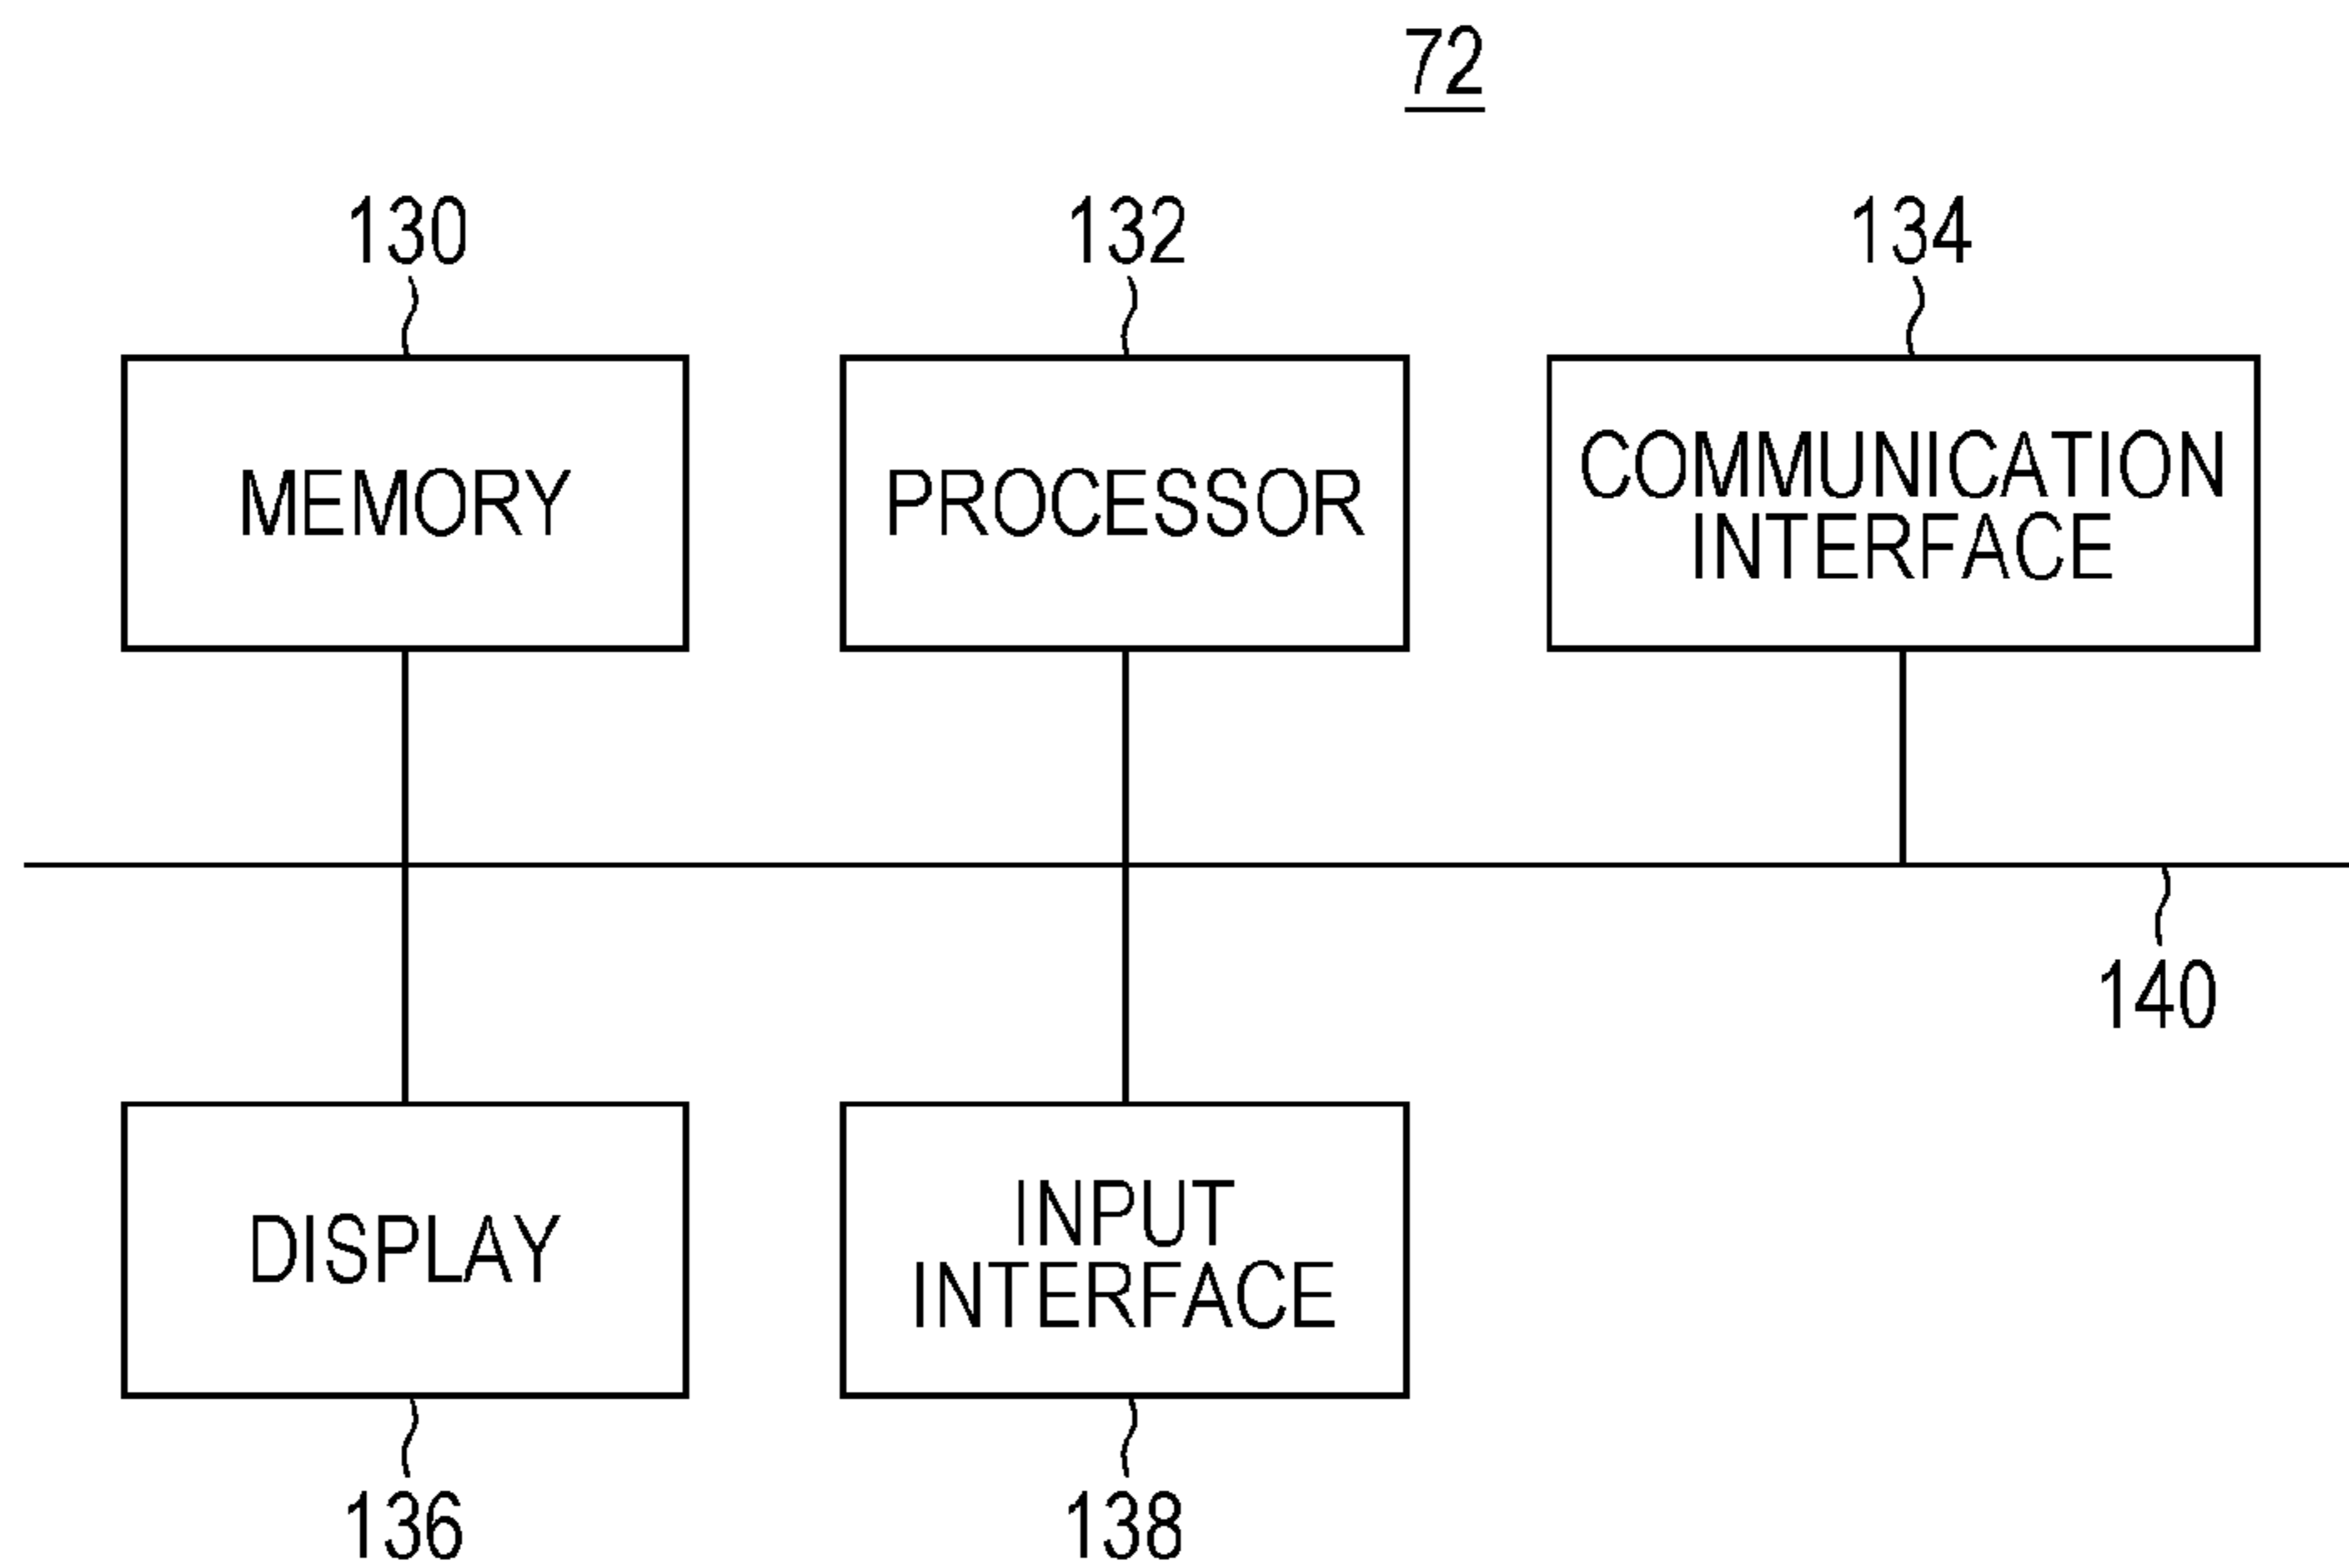 72
130
132
134
MEMORY
PROCESSOR
COMMUNICATION
INTERFACE
140
DISPLAY
INPUT
INTERFACE
136
138